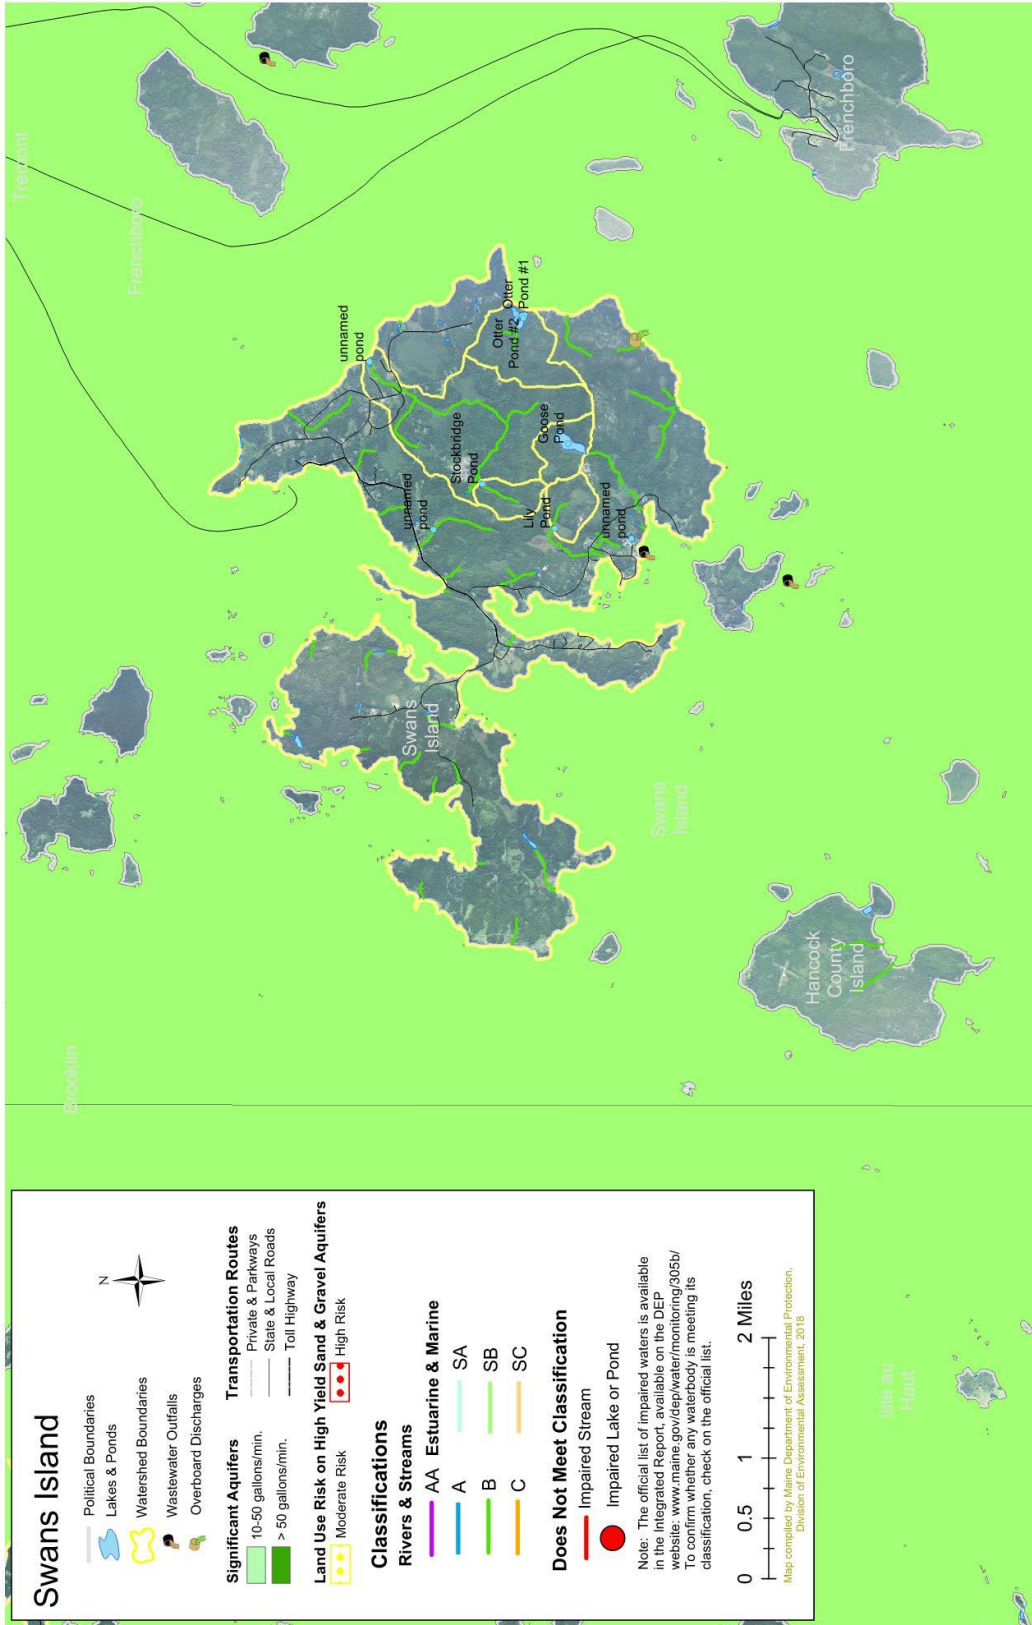 Swans Island
Political Boundaries
Lakes & Ponds
Watershed Boundaries
Wastewater Outfalls
Overboard Discharges
N
Significant Aquifers
10-50 gallons/min.
> 50 gallons/min.
Transportation Routes
Private & Parkways
State & Local Roads
Toll Highway
Land Use Risk on High Yield Sand & Gravel Aquifers
Moderate Risk
High Risk
Classifications
Rivers & Streams
AA
A
B
C
Estuarine & Marine
SA
SB
SC
Does Not Meet Classification
Impaired Stream
Impaired Lake or Pond
Note: The official list of impaired waters is available
in the Integrated Report, available on the DEP
website: www.maine.gov/dep/water/monitoring/305b/
To confirm whether any waterbody is meeting its
classification, check on the official list.
0 0.5 1 2 Miles
Map compiled by Maine Department of Environmental Protection,
Division of Environmental Assessment, 2018
Brooklin
Tremont
Frenchboro
unnamed
pond
Swans
Island
unnamed
pond
Stockbridge
Pond
Lily
Pond
Goose
Pond
Otter
Pond #2
Otter
Pond #1
unnamed
pond
Swans
Island
Hancock
County
Island
Frenchboro
Isle au
Haut